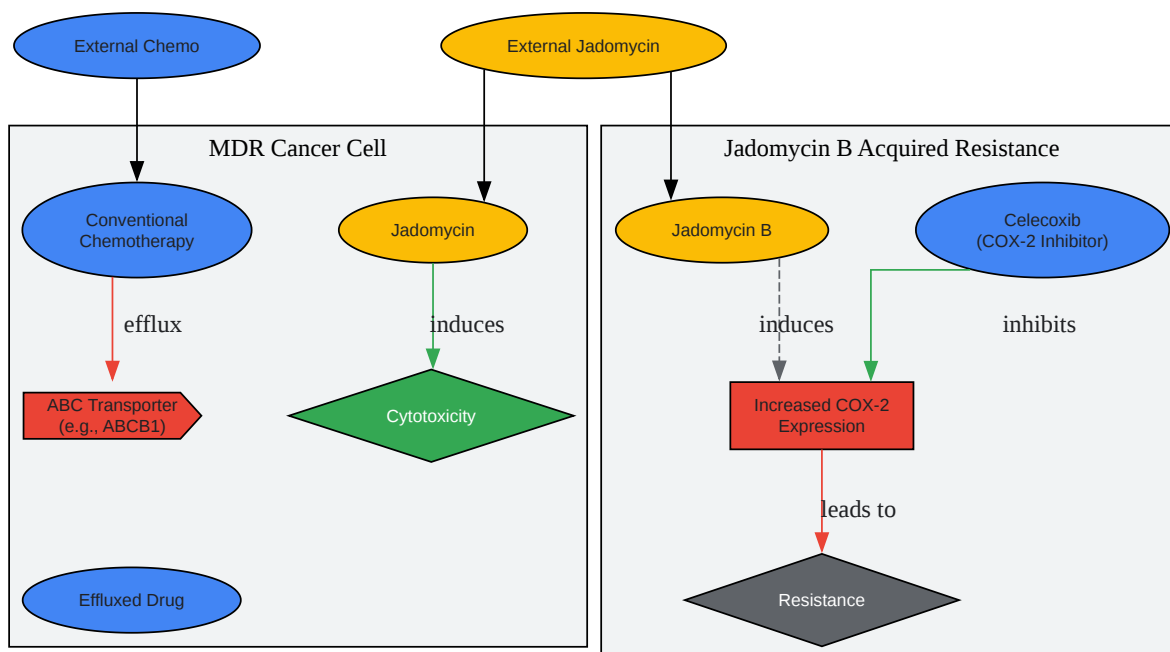 External Chemo
External Jadomycin
MDR Cancer Cell
Jadomycin B Acquired Resistance
Conventional
Chemotherapy
Jadomycin
Jadomycin B
Celecoxib
(COX-2 Inhibitor)
efflux
induces
induces
inhibits
ABC Transporter
(e.g., ABCB1)
Cytotoxicity
Increased COX-2
Expression
leads to
Effluxed Drug
Resistance